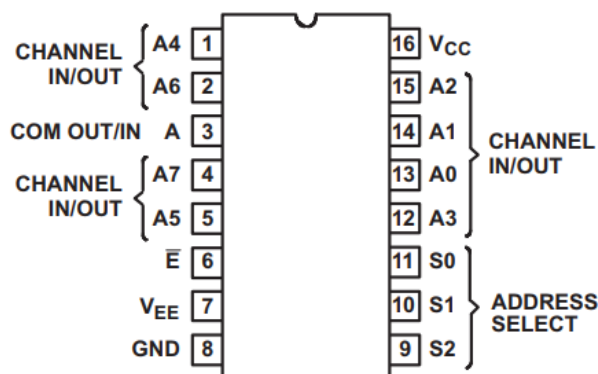 CHANNEL
IN/OUT
A4 1
A6 2
COM OUT/IN A 3
CHANNEL
IN/OUT
A7 4
A5 5
E̅ 6
VEE 7
GND 8
16 VCC
15 A2
14 A1
13 A0
12 A3
CHANNEL
IN/OUT
11 S0
10 S1
9 S2
ADDRESS
SELECT